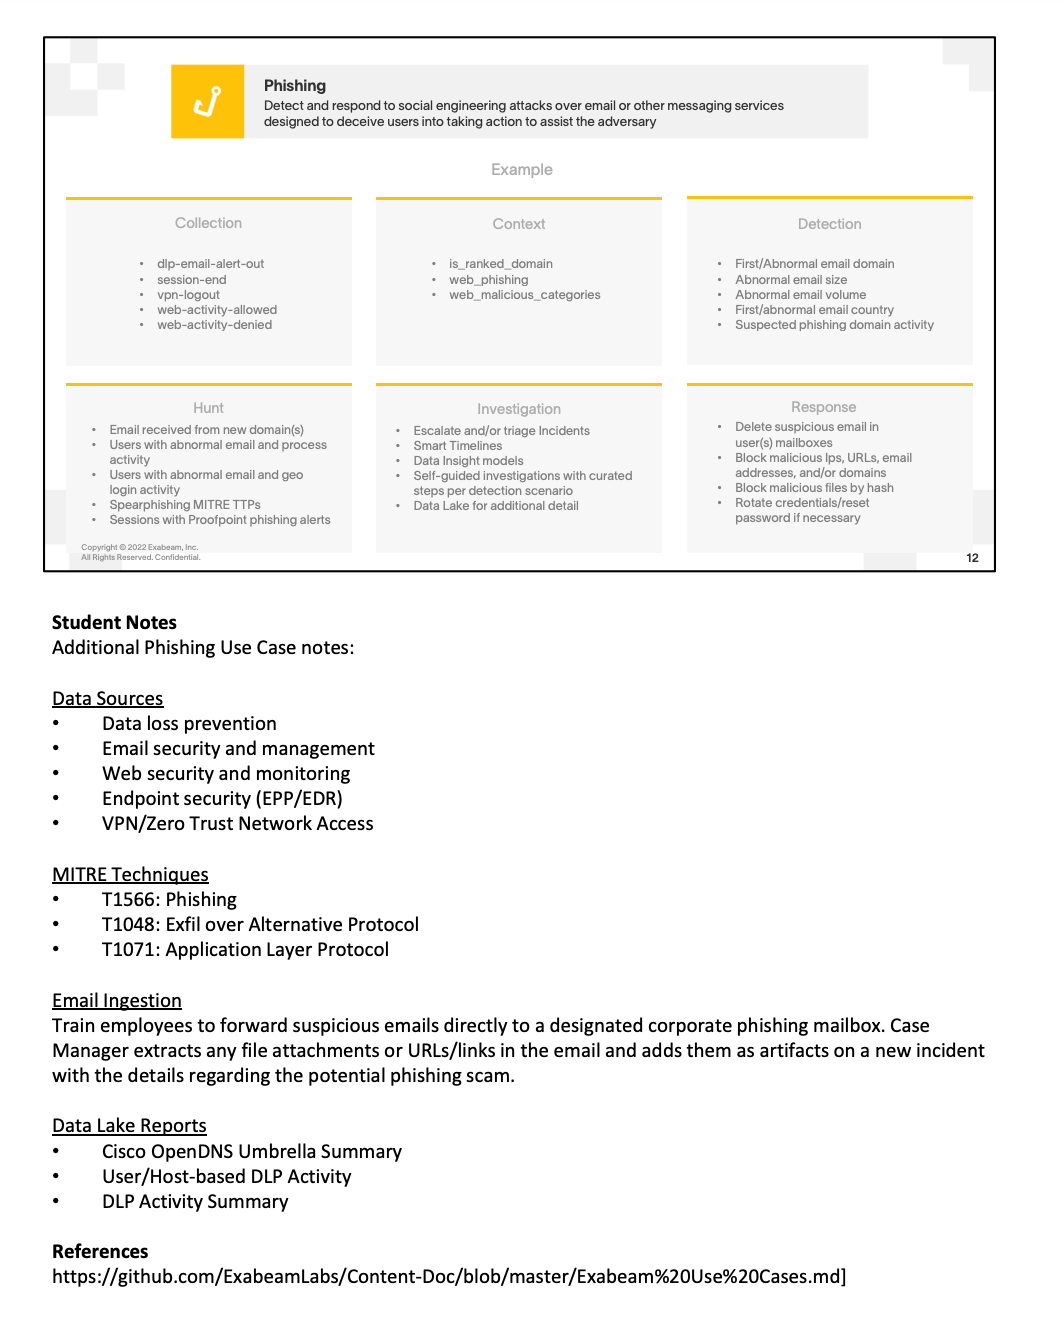 Phishing
Detect and respond to social engineering attacks over email or other messaging services
designed to deceive users into taking action to assist the adversary
Example
Collection
• dlp-email-alert-out
• session-end
• vpn-logout
• web-activity-allowed
• web-activity-denied
Context
• is_ranked_domain
• web_phishing
• web_malicious_categories
Detection
• First/Abnormal email domain
• Abnormal email size
• Abnormal email volume
• First/abnormal email country
• Suspected phishing domain activity
Hunt
• Email received from new domain(s)
• Users with abnormal email and process
activity
• Users with abnormal email and geo
login activity
• Spearphishing MITRE TTPs
• Sessions with Proofpoint phishing alerts
Investigation
• Escalate and/or triage Incidents
• Smart Timelines
• Data Insight models
• Self-guided investigations with curated
steps per detection scenario
• Data Lake for additional detail
Response
• Delete suspicious email in
user(s) mailboxes
• Block malicious Ips, URLs, email
addresses, and/or domains
• Block malicious files by hash
• Rotate credentials/reset
password if necessary
Copyright © 2022 Exabeam, Inc.
All Rights Reserved. Confidential.
12
Student Notes
Additional Phishing Use Case notes:
Data Sources
• Data loss prevention
• Email security and management
• Web security and monitoring
• Endpoint security (EPP/EDR)
• VPN/Zero Trust Network Access
MITRE Techniques
• T1566: Phishing
• T1048: Exfil over Alternative Protocol
• T1071: Application Layer Protocol
Email Ingestion
Train employees to forward suspicious emails directly to a designated corporate phishing mailbox. Case
Manager extracts any file attachments or URLs/links in the email and adds them as artifacts on a new incident
with the details regarding the potential phishing scam.
Data Lake Reports
• Cisco OpenDNS Umbrella Summary
• User/Host-based DLP Activity
• DLP Activity Summary
References
https://github.com/ExabeamLabs/Content-Doc/blob/master/Exabeam%20Use%20Cases.md]